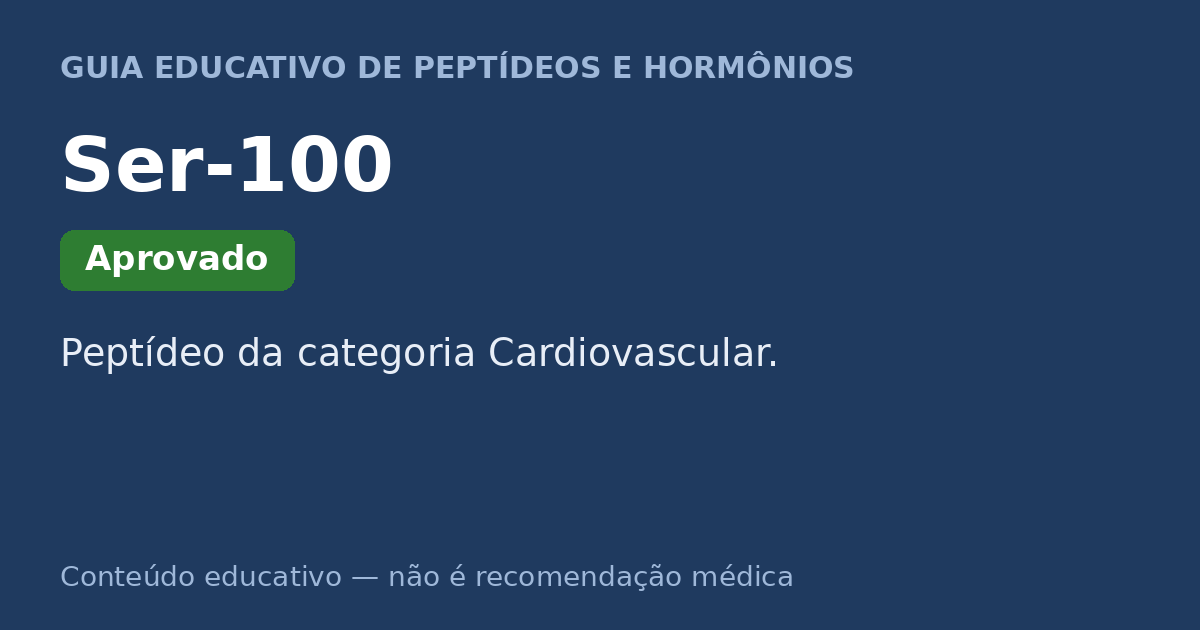 GUIA EDUCATIVO DE PEPTÍDEOS E HORMÔNIOS
Ser-100
Aprovado
Peptídeo da categoria Cardiovascular.
Conteúdo educativo — não é recomendação médica